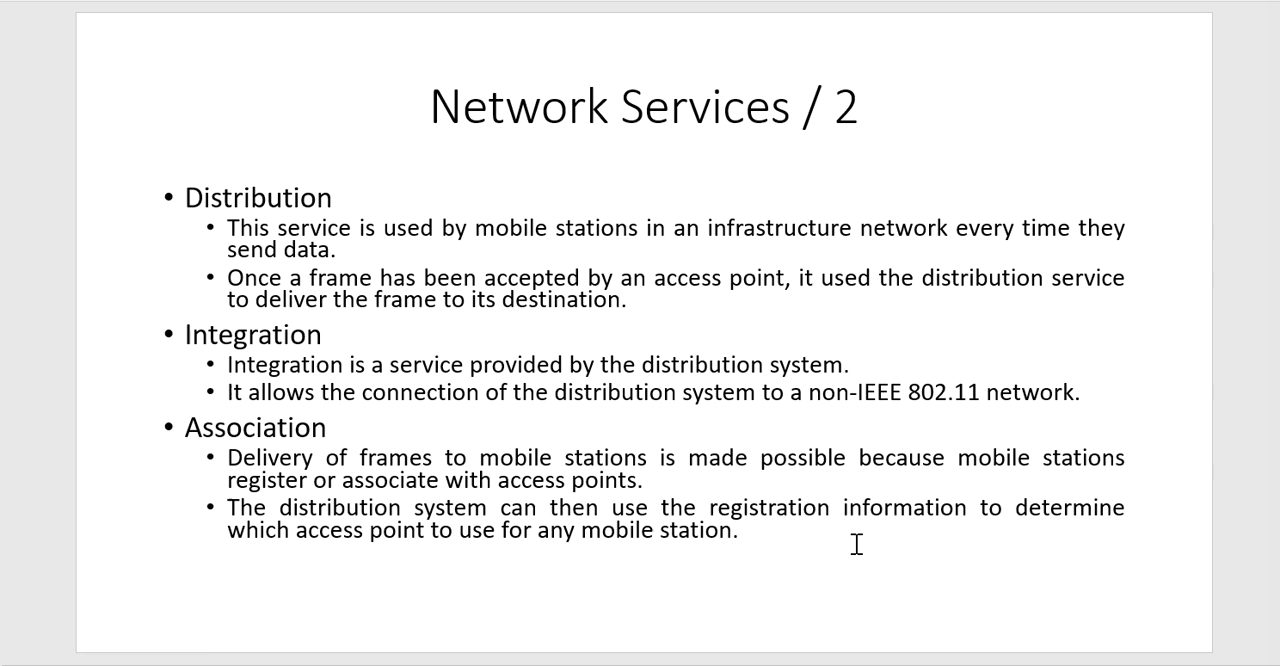 Network Services / 2
• Distribution
• This service is used by mobile stations in an infrastructure network every time they
send data.
• Once a frame has been accepted by an access point, it used the distribution service
to deliver the frame to its destination.
• Integration
• Integration is a service provided by the distribution system.
• It allows the connection of the distribution system to a non-IEEE 802.11 network.
• Association
• Delivery of frames to mobile stations is made possible because mobile stations
register or associate with access points.
• The distribution system can then use the registration information to determine
which access point to use for any mobile station.